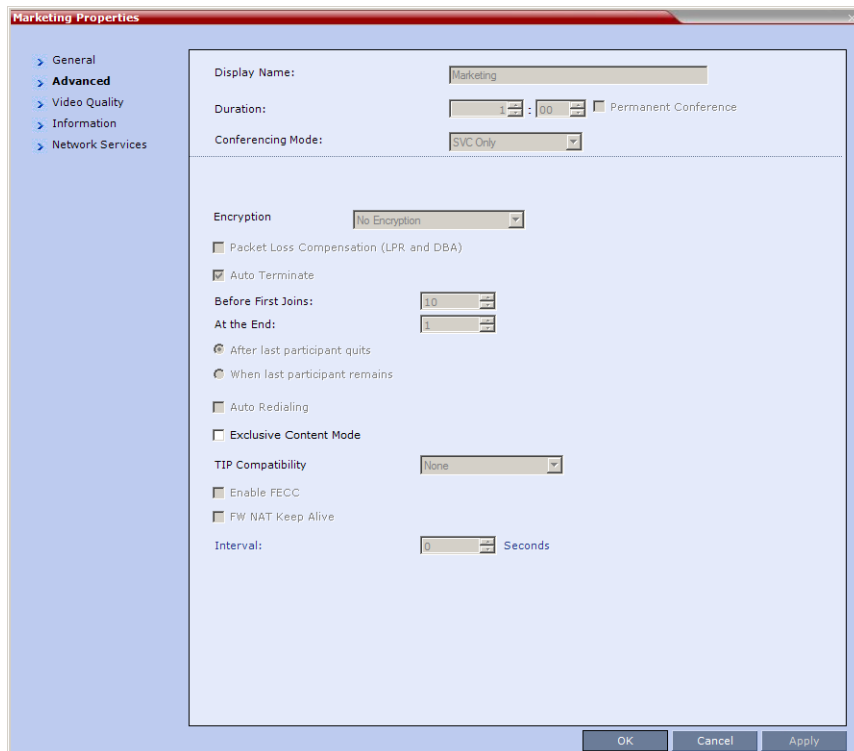 Marketing Properties
General
Advanced
Video Quality
Information
Network Services
Display Name: Marketing
Duration: 1 : 00 Permanent Conference
Conferencing Mode: SVC Only
Encryption No Encryption
Packet Loss Compensation (LPR and DBA)
Auto Terminate
Before First Joins: 10
At the End: 1
After last participant quits
When last participant remains
Auto Redialing
Exclusive Content Mode
TIP Compatibility None
Enable FECC
FW NAT Keep Alive
Interval: 0 Seconds
OK Cancel Apply